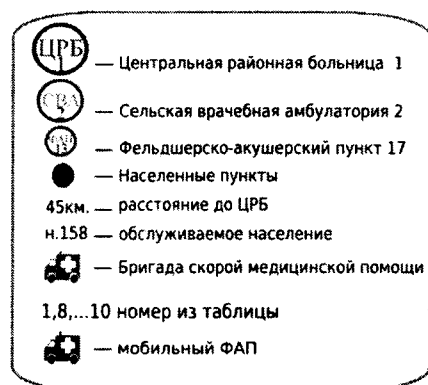 ЦРБ — Центральная районная больница 1
СВА — Сельская врачебная амбулатория 2
— Фельдшерско-акушерский пункт 17
— Населенные пункты
45км. — расстояние до ЦРБ
н.158 — обслуживаемое население
— Бригада скорой медицинской помощи
1,8,...10 номер из таблицы
— мобильный ФАП